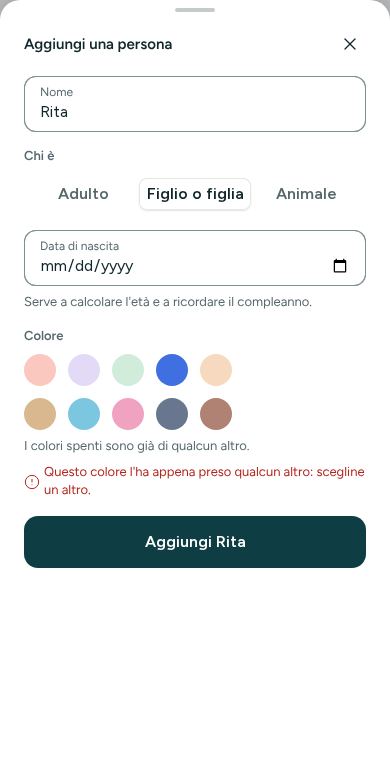 Aggiungi una persona
Nome
Rita
Chi è
Adulto
Figlio o figlia
Animale
Data di nascita
mm/dd/yyyy
Serve a calcolare l'età e a ricordare il compleanno.
Colore
I colori spenti sono già di qualcun altro.
Questo colore l'ha appena preso qualcun altro: scegline
un altro.
Aggiungi Rita